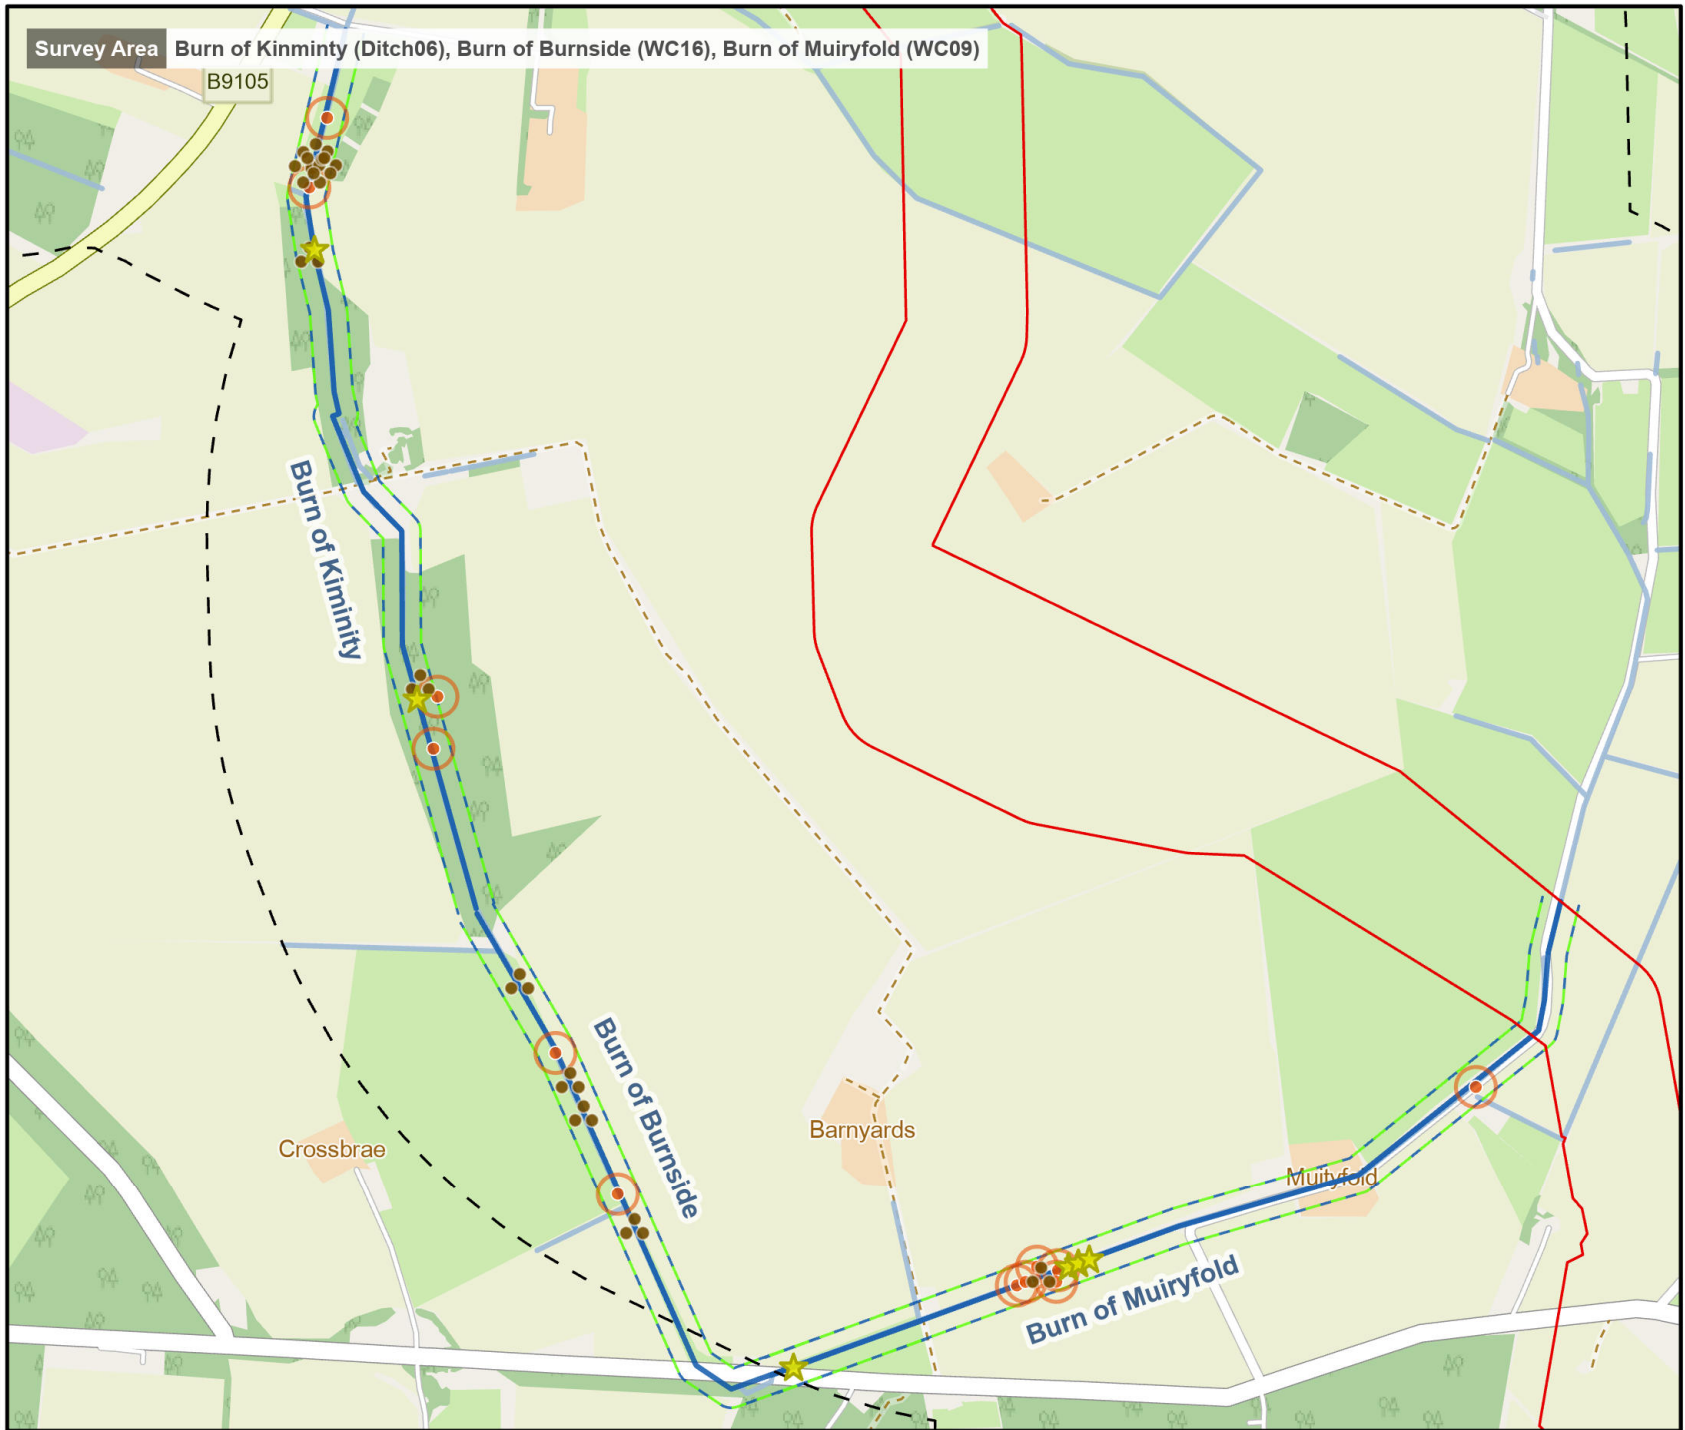 Survey Area Burn of Kinminty (Ditch06), Burn of Burnside (WC16), Burn of Muiryfold (WC09)
B9105
Burn of Kiminity
Burn of Burnside
Crossbrae
Barnyards
Muiryfold
Burn of Muiryfold